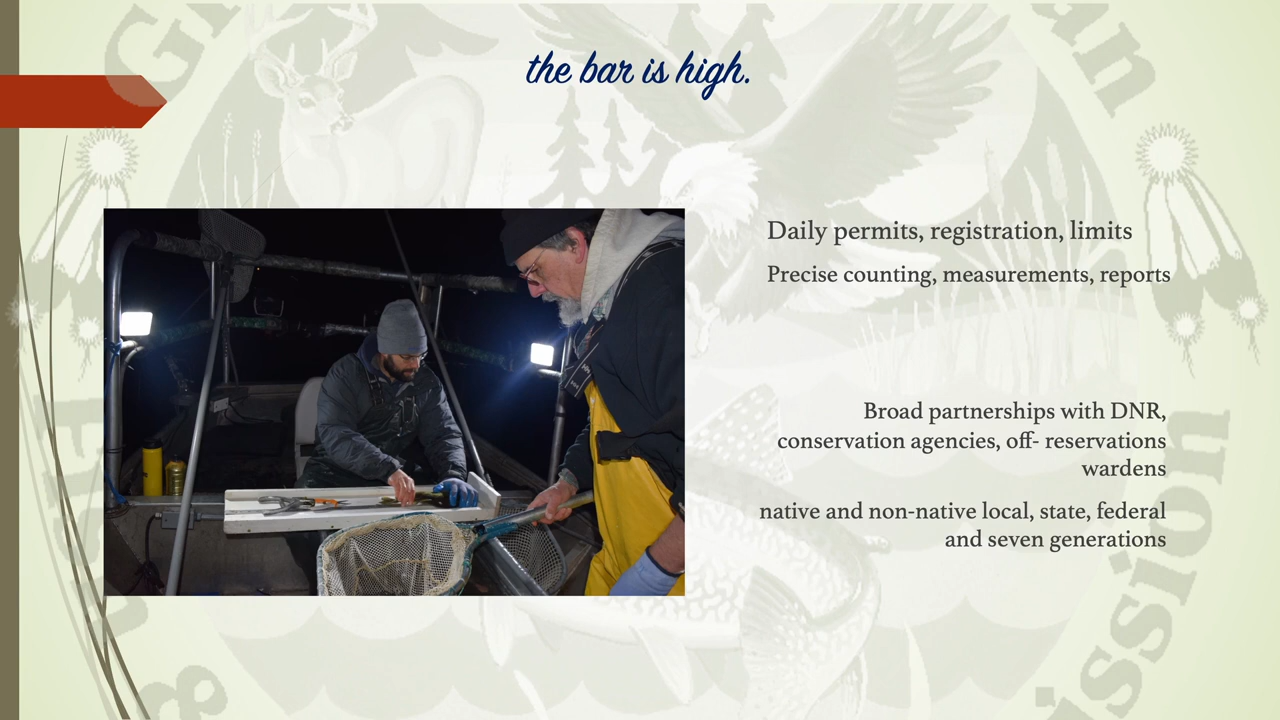 the bar is high.
Daily permits, registration, limits
Precise counting, measurements, reports
Broad partnerships with DNR,
conservation agencies, off- reservations
wardens
native and non-native local, state, federal
and seven generations